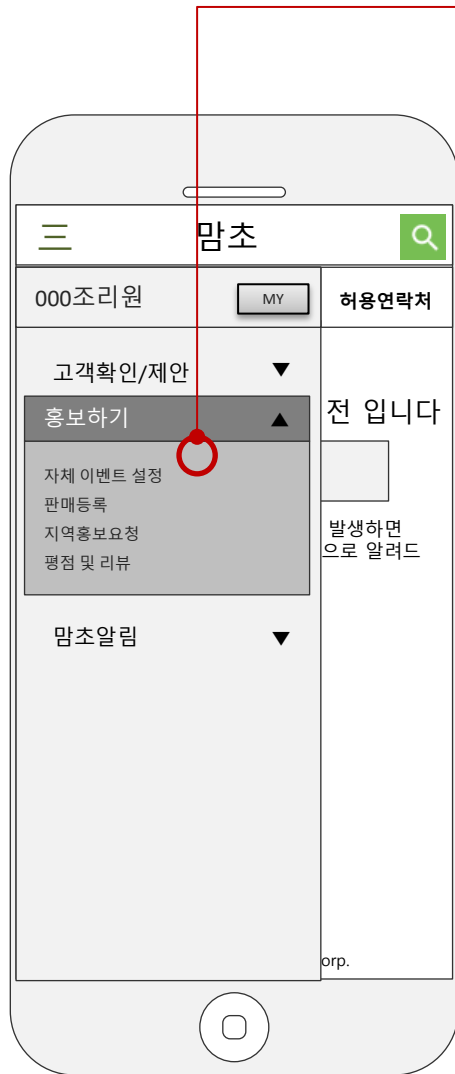 三 맘초
000조리원 MY 허용연락처
고객확인/제안 ▼
홍보하기 ▲
전 입니다
자체 이벤트 설정
판매등록
지역홍보요청
평점 및 리뷰
발생하면
으로 알려드
맘초알림 ▼
orp.